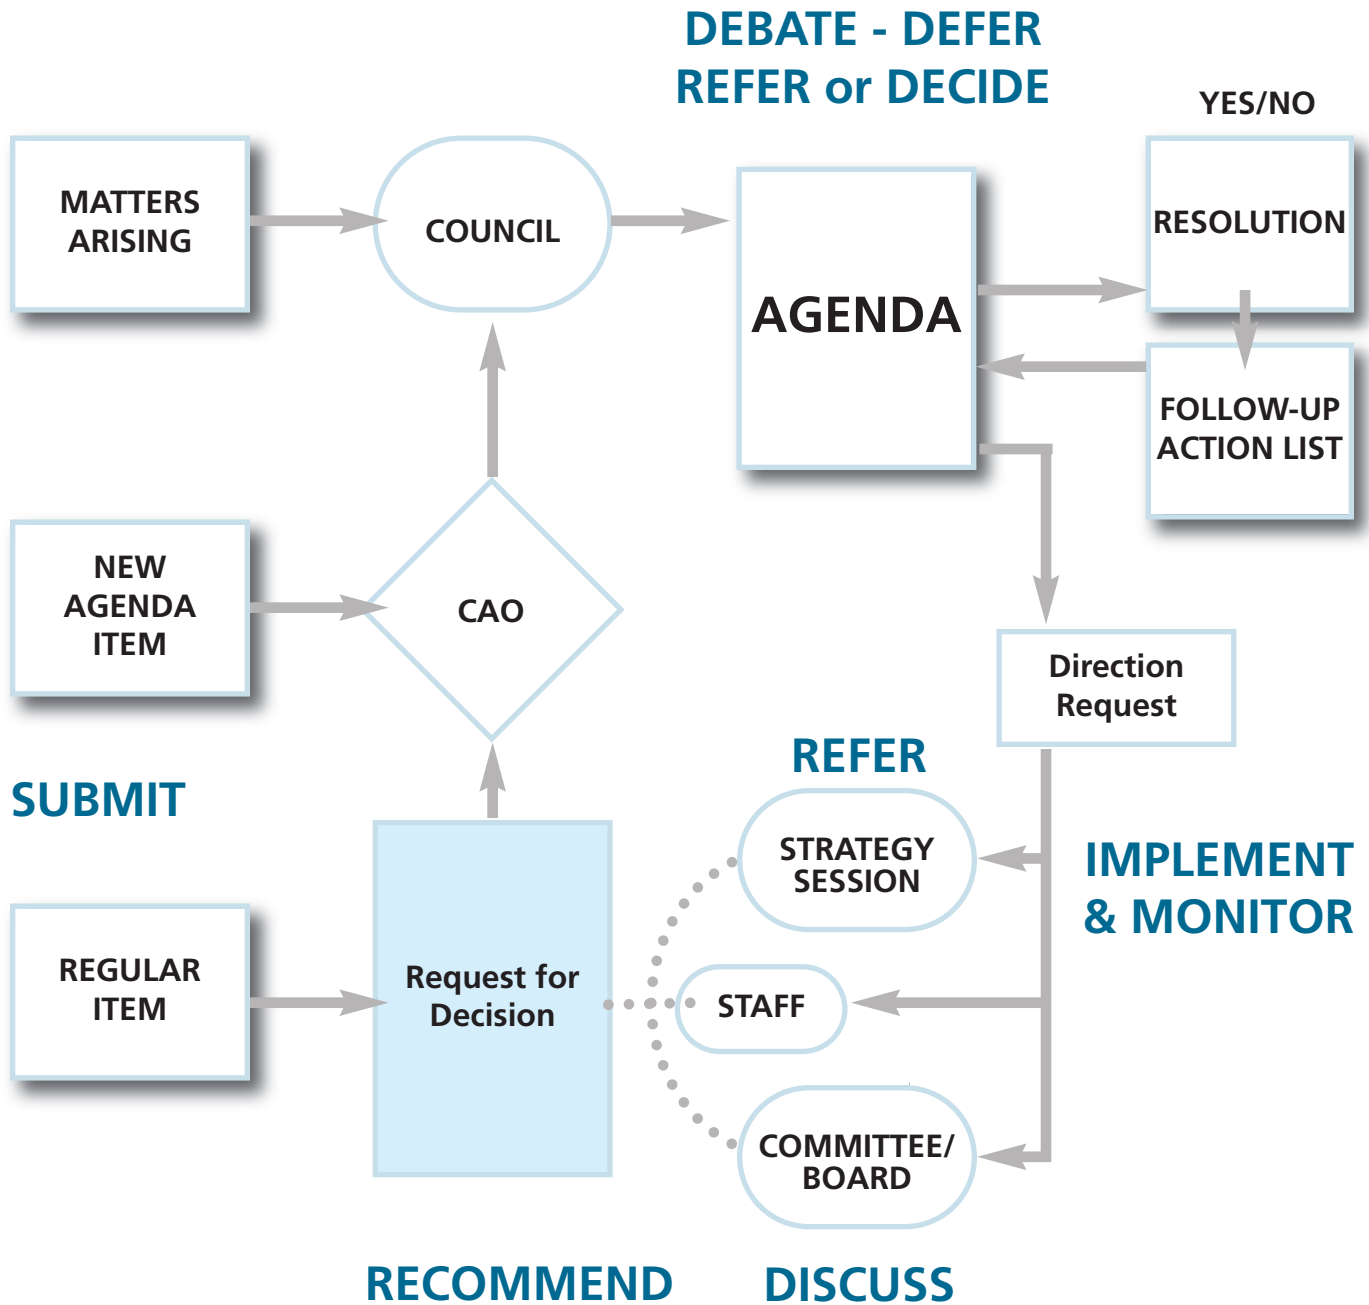 DEBATE - DEFER
REFER or DECIDE
YES/NO
MATTERS
ARISING
COUNCIL
AGENDA
RESOLUTION
FOLLOW-UP
ACTION LIST
NEW
AGENDA
ITEM
CAO
Direction
Request
SUBMIT
REFER
STRATEGY
SESSION
IMPLEMENT
& MONITOR
REGULAR
ITEM
Request for
Decision
STAFF
COMMITTEE/
BOARD
RECOMMEND
DISCUSS